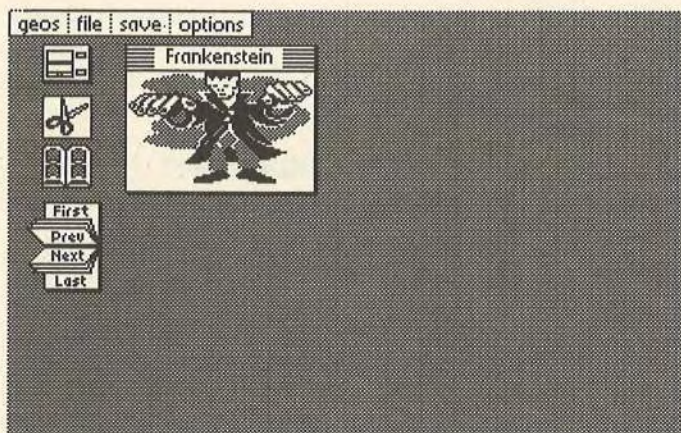 geos file save options
Frankenstein
First
Prev
Next
Last